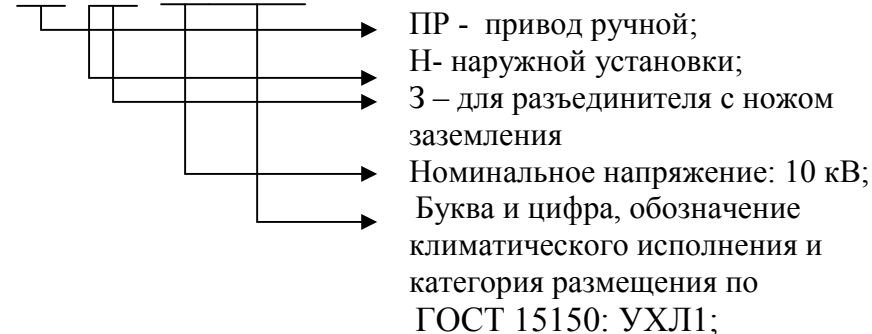 ПР - привод ручной;
Н- наружной установки;
З – для разъединителя с ножом
заземления
Номинальное напряжение: 10 кВ;
Буква и цифра, обозначение
климатического исполнения и
категория размещения по
ГОСТ 15150: УХЛ1;